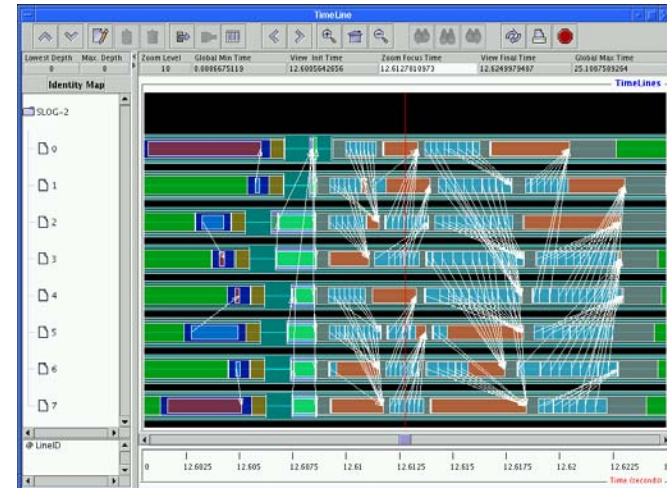 TimeLine
Lowest Depth Max. Depth Zoom Level Global Min Time View Init Time Zoom Focus Time View Final Time Global Max Time
0 0 10 0.0086675119 12.6005642656 12.6127810973 12.6249979487 25.1087589264
Identity Map
TimeLines
SLOG-2
0
1
2
3
4
5
6
7
LineID
12.6025 12.605 12.6075 12.61 12.6125 12.615 12.6175 12.62 12.6225
Time (seconds)